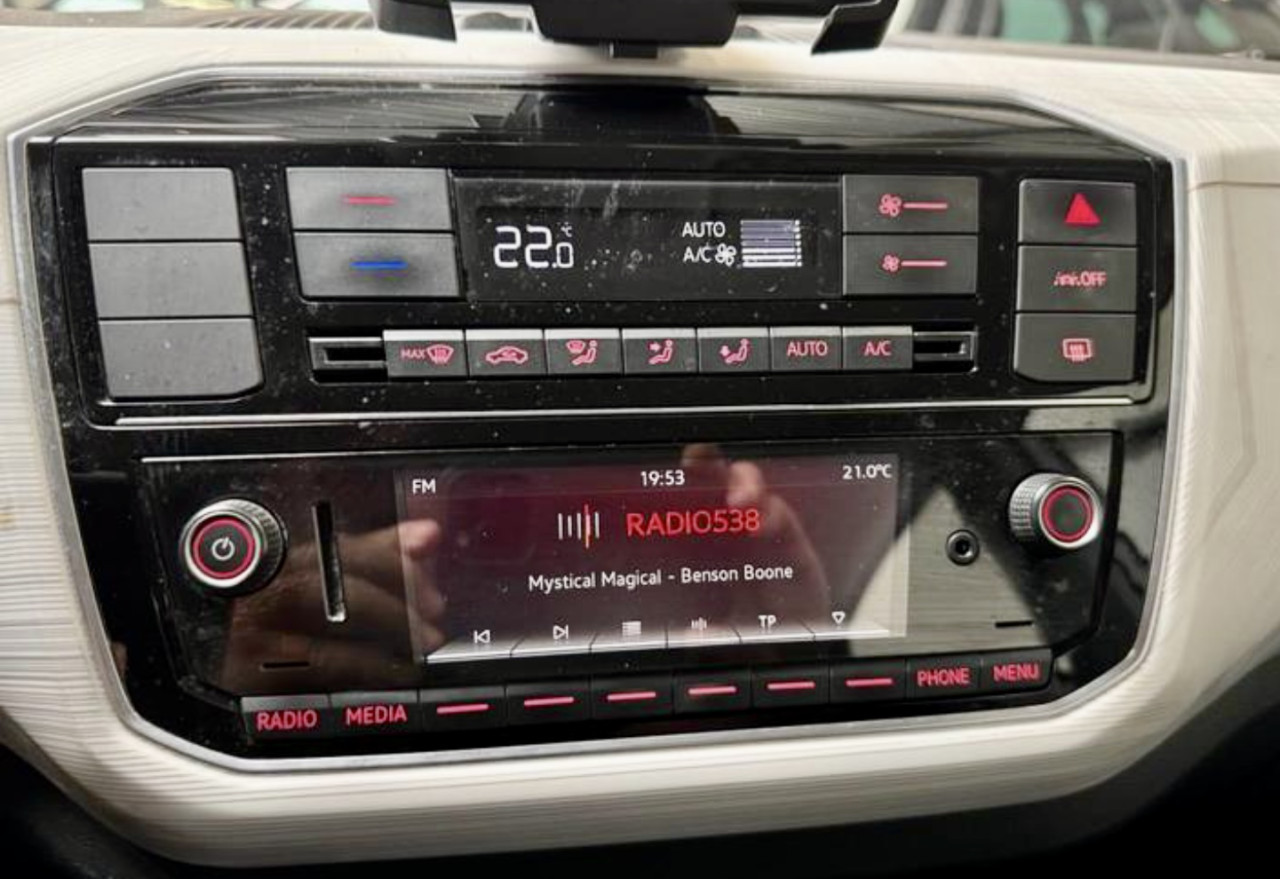 22.0 °C
AUTO
A/C
OFF
MAX
AUTO
A/C
FM 19:53 21.0°C
RADIO538
Mystical Magical - Benson Boone
TP
RADIO MEDIA PHONE MENU